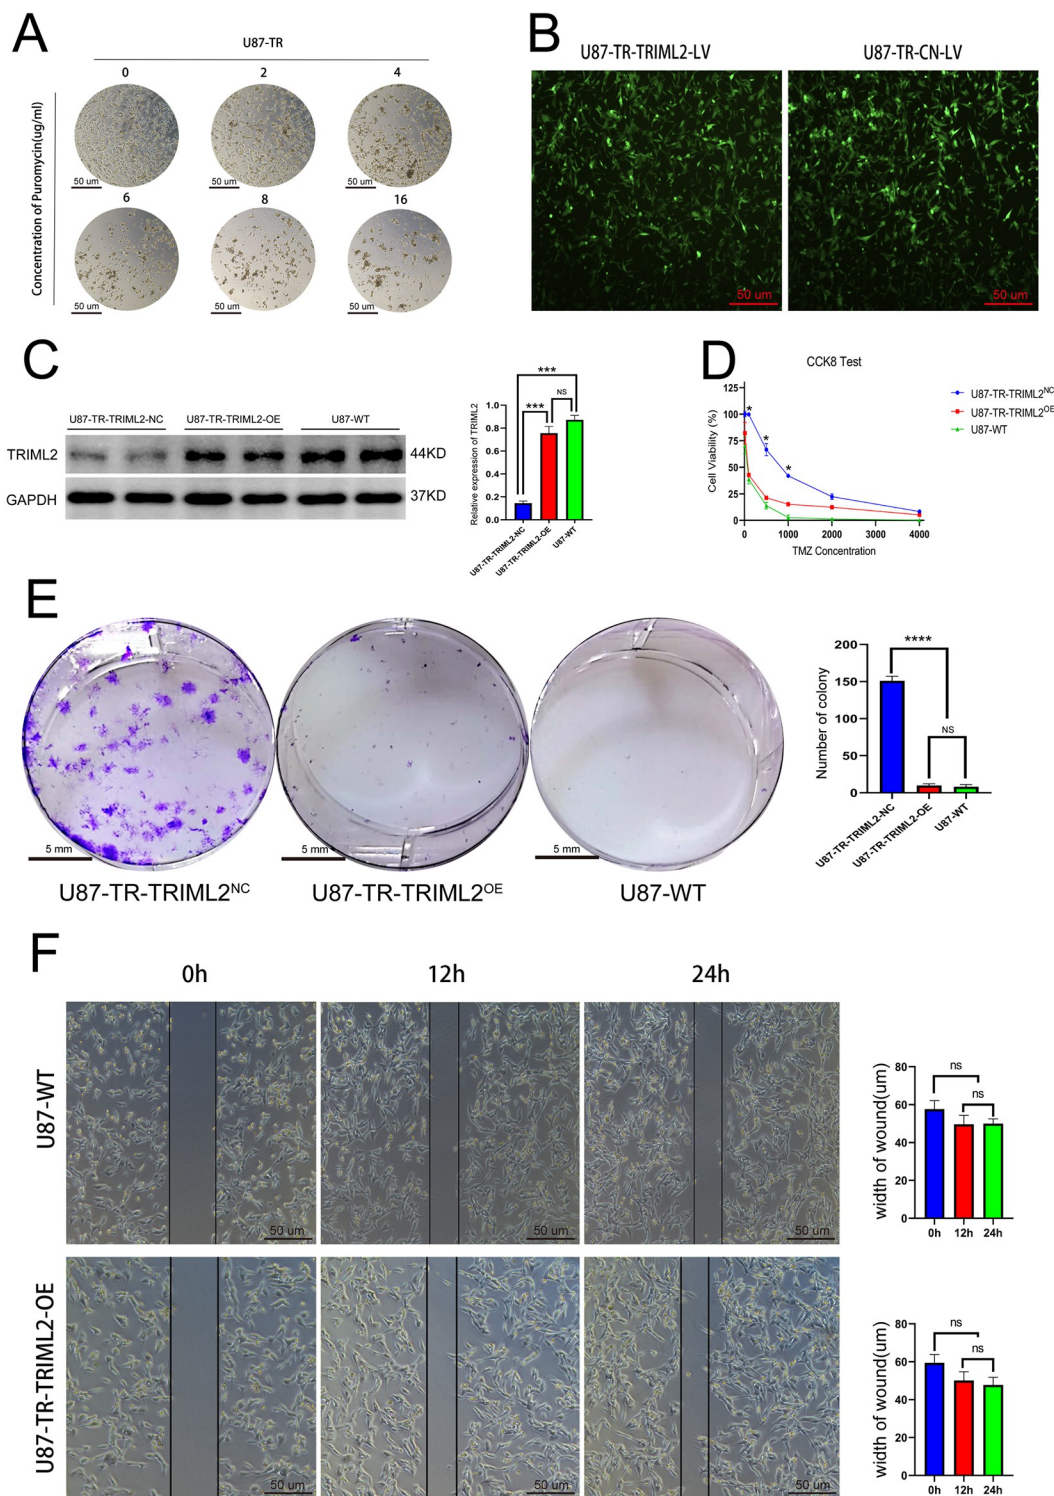 A
U87-TR
0 2 4
Concentration of Puromycin(ug/ml)
50 um 50 um 50 um
6 8 16
50 um 50 um 50 um
B
U87-TR-TRIML2-LV U87-TR-CN-LV
50 um 50 um
C
U87-TR-TRIML2-NC U87-TR-TRIML2-OE U87-WT
TRIML2 44KD
GAPDH 37KD
Relative expression of TRIML2
***
*** NS
1.0
0.8
0.6
0.4
0.2
0.0
U87-TR-TRIML2-NC
U87-TR-TRIML2-OE
U87-WT
D
CCK8 Test
Cell Viability (%)
125
100
75
50
25
0
*
*
*
0 1000 2000 3000 4000
TMZ Concentration
U87-TR-TRIML2NC
U87-TR-TRIML2OE
U87-WT
E
5 mm 5 mm 5 mm
U87-TR-TRIML2NC U87-TR-TRIML2OE U87-WT
Number of colony
200
150
100
50
0
****
NS
U87-TR-TRIML2-NC
U87-TR-TRIML2-OE
U87-WT
F
0h 12h 24h
U87-WT
50 um 50 um 50 um
width of wound(um)
80
60
40
20
0
ns
ns
0h 12h 24h
U87-TR-TRIML2-OE
50 um 50 um 50 um
width of wound(um)
80
60
40
20
0
ns
ns
0h 12h 24h